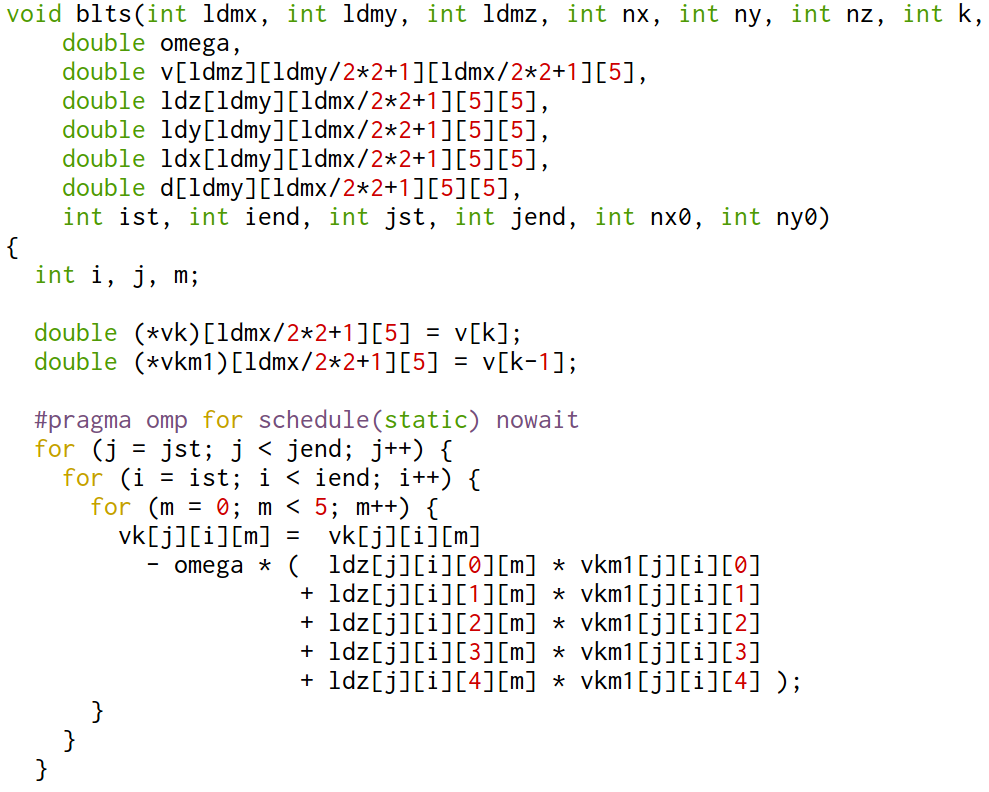 void blts(int ldmx, int ldmy, int ldmz, int nx, int ny, int nz, int k,
    double omega,
    double v[ldmz][ldmy/2*2+1][ldmx/2*2+1][5],
    double ldz[ldmy][ldmx/2*2+1][5][5],
    double ldy[ldmy][ldmx/2*2+1][5][5],
    double ldx[ldmy][ldmx/2*2+1][5][5],
    double d[ldmy][ldmx/2*2+1][5][5],
    int ist, int iend, int jst, int jend, int nx0, int ny0)
{
  int i, j, m;

  double (*vk)[ldmx/2*2+1][5] = v[k];
  double (*vkm1)[ldmx/2*2+1][5] = v[k-1];

  #pragma omp for schedule(static) nowait
  for (j = jst; j < jend; j++) {
    for (i = ist; i < iend; i++) {
      for (m = 0; m < 5; m++) {
        vk[j][i][m] =  vk[j][i][m]
          - omega * (  ldz[j][i][0][m] * vkm1[j][i][0]
                     + ldz[j][i][1][m] * vkm1[j][i][1]
                     + ldz[j][i][2][m] * vkm1[j][i][2]
                     + ldz[j][i][3][m] * vkm1[j][i][3]
                     + ldz[j][i][4][m] * vkm1[j][i][4] );
      }
    }
  }